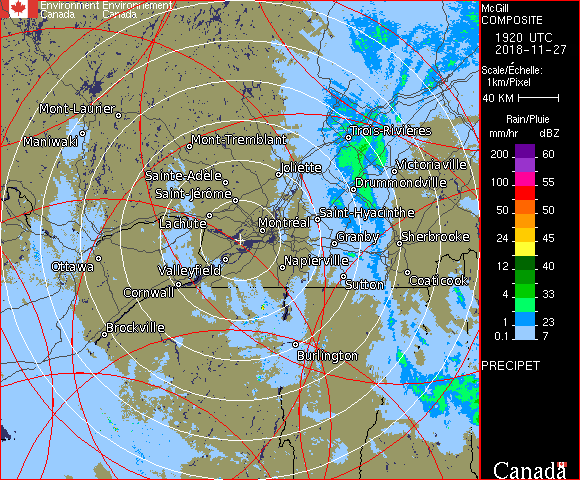 Environment Environnement
Canada Canada
McGill
COMPOSITE
1920 UTC
2018-11-27
Scale/Échelle:
1km/Pixel
40 KM
Rain/Pluie
mm/hr dBZ
200 60
100 55
50 50
24 45
12 40
4 33
1 23
0.1 7
PRECIPET
Canada
Mont-Laurier
Maniwaki
Mont-Tremblant
Trois-Rivières
Joliette
Victoriaville
Sainte-Adèle
Drummondville
Saint-Jérôme
Saint-Hyacinthe
Lachute
Montréal
Granby
Sherbrooke
Ottawa
Valleyfield
Napierville
Cornwall
Sutton
Coaticook
Brockville
Burlington